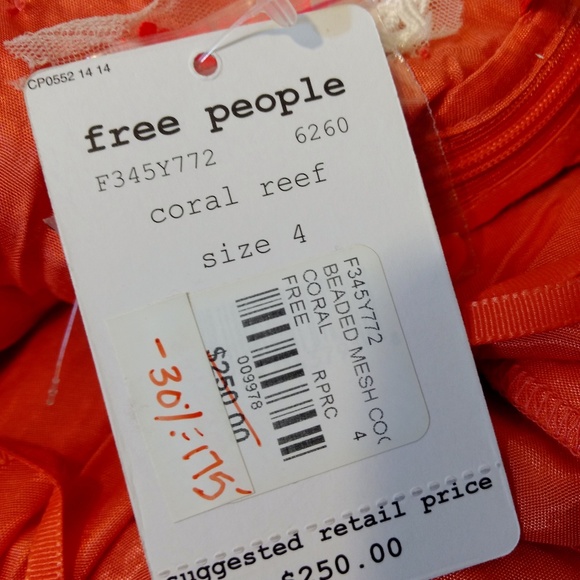 CP0552 14 14
free people
F345Y772 6260
coral reef
size 4
F345Y772
BEADED MESH COC
CORAL RPRC
FREE 4
009978
$250.00
-30%=175
suggested retail price
$250.00